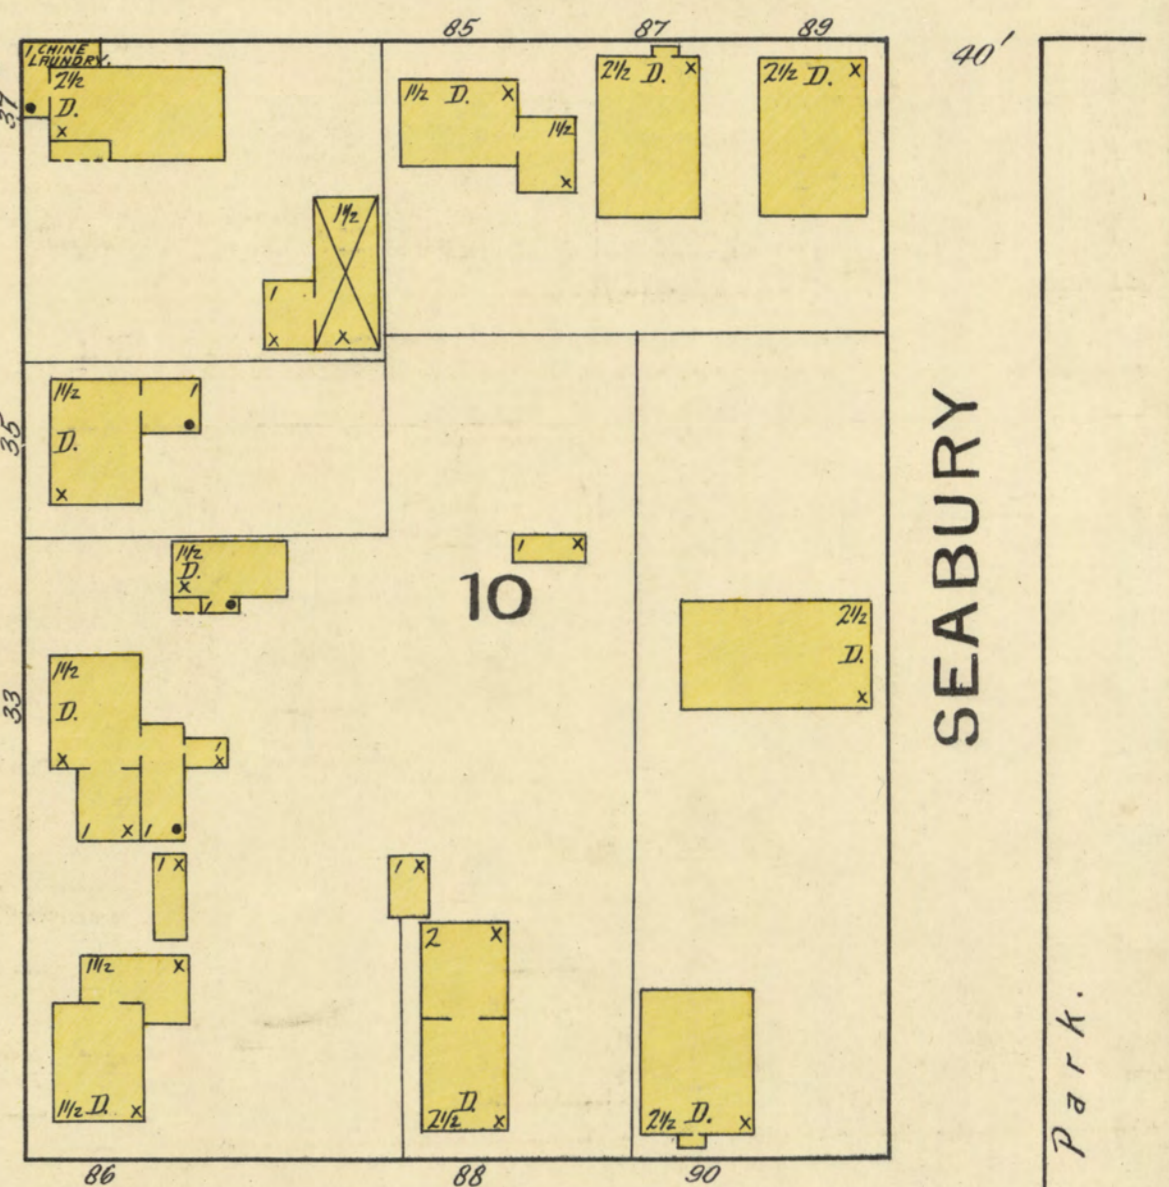 85 87 89
40'
1 CHINE
LAUNDRY.
2½
D.
X
37
1½ D. X
1½
X
2½ D. X
2½ D. X
1½
X
1
X
35
1½
D.
X
1
1½
D.
X
1
1 X
10
SEABURY
2½
D.
X
33
1½
D.
X
1
X
1 X
1
1 X
1 X
1½ X
1½ D. X
2 X
D.
2½ X
2½ D. X
Park.
86 88 90